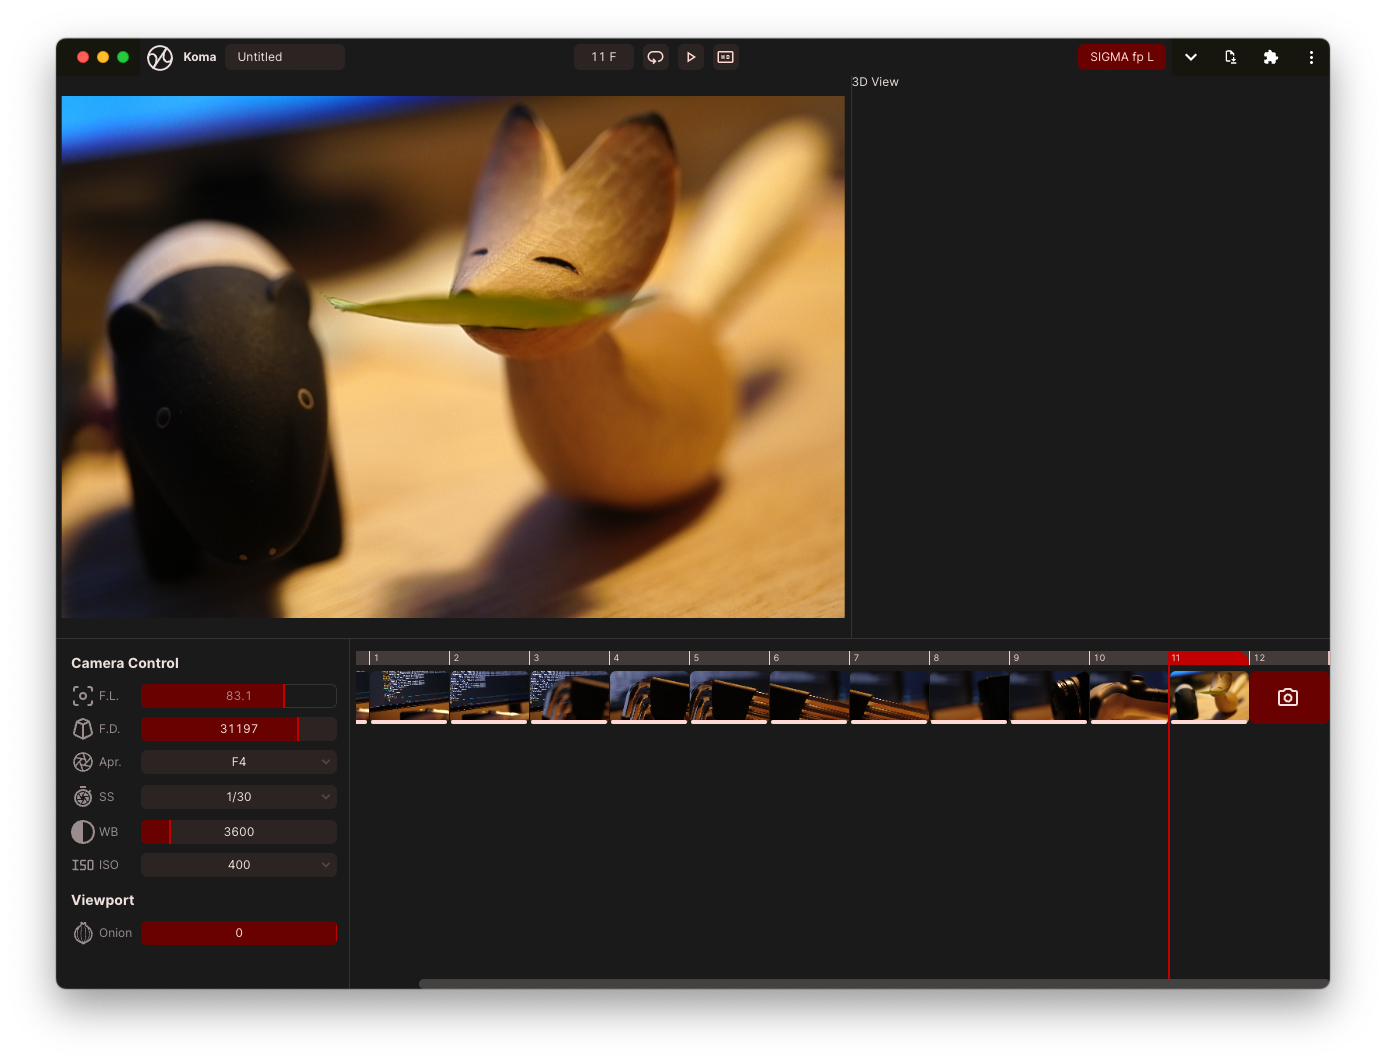 Koma
Untitled
11 F
HD
SIGMA fp L
3D View
Camera Control
F.L. 83.1
F.D. 31197
Apr. F4
SS 1/30
WB 3600
ISO ISO 400
Viewport
Onion 0
1 2 3 4 5 6 7 8 9 10 11 12